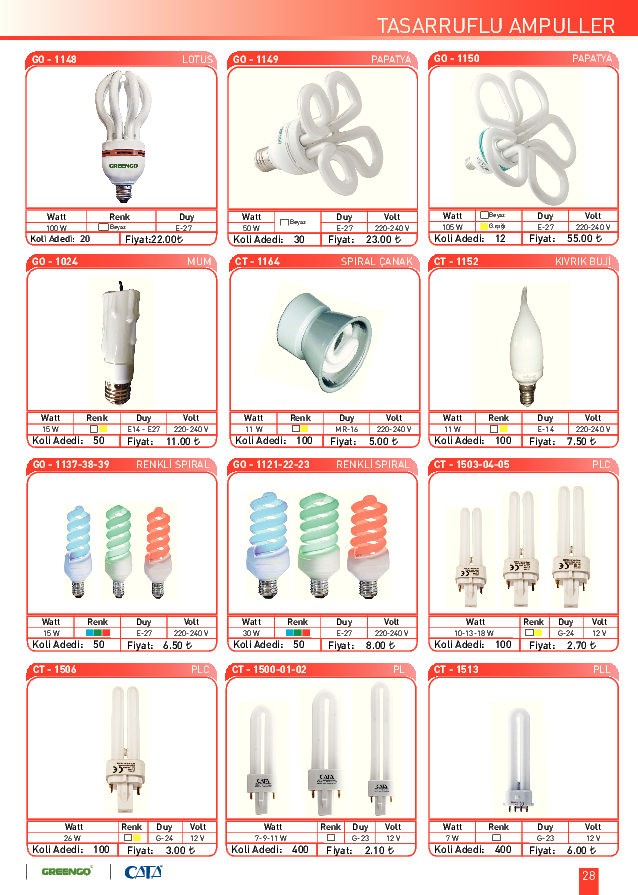 TASARRUFLU AMPULLER
GO - 1148 LOTUS
GREENGO
Watt Renk Duy
100 W Beyaz E-27
Koli Adedi: 20 Fiyat:22.00₺
GO - 1149 PAPATYA
Watt Beyaz Duy Volt
50 W E-27 220-240 V
Koli Adedi: 30 Fiyat: 23.00 ₺
GO - 1150 PAPATYA
Watt Beyaz Duy Volt
105 W G.ışığı E-27 220-240 V
Koli Adedi: 12 Fiyat: 55.00 ₺
GO - 1024 MUM
Watt Renk Duy Volt
15 W E14 - E27 220-240 V
Koli Adedi: 50 Fiyat: 11.00 ₺
CT - 1164 SPİRAL ÇANAK
Watt Renk Duy Volt
11 W MR-16 220-240 V
Koli Adedi: 100 Fiyat: 5.00 ₺
CT - 1152 KIVRIK BUJİ
Watt Renk Duy Volt
11 W E-14 220-240 V
Koli Adedi: 100 Fiyat: 7.50 ₺
GO - 1137-38-39 RENKLİ SPİRAL
Watt Renk Duy Volt
15 W E-27 220-240 V
Koli Adedi: 50 Fiyat: 6.50 ₺
GO - 1121-22-23 RENKLİ SPİRAL
Watt Renk Duy Volt
30 W E-27 220-240 V
Koli Adedi: 50 Fiyat: 8.00 ₺
CT - 1503-04-05 PLC
Watt Renk Duy Volt
10-13-18 W G-24 12 V
Koli Adedi: 100 Fiyat: 2.70 ₺
CT - 1506 PLC
Watt Renk Duy Volt
26 W G-24 12 V
Koli Adedi: 100 Fiyat: 3.00 ₺
CT - 1500-01-02 PL
CATA CATA CATA
Watt Renk Duy Volt
7-9-11 W G-23 12 V
Koli Adedi: 400 Fiyat: 2.10 ₺
CT - 1513 PLL
Watt Renk Duy Volt
7 W G-23 12 V
Koli Adedi: 400 Fiyat: 6.00 ₺
GREENGO CATA 28